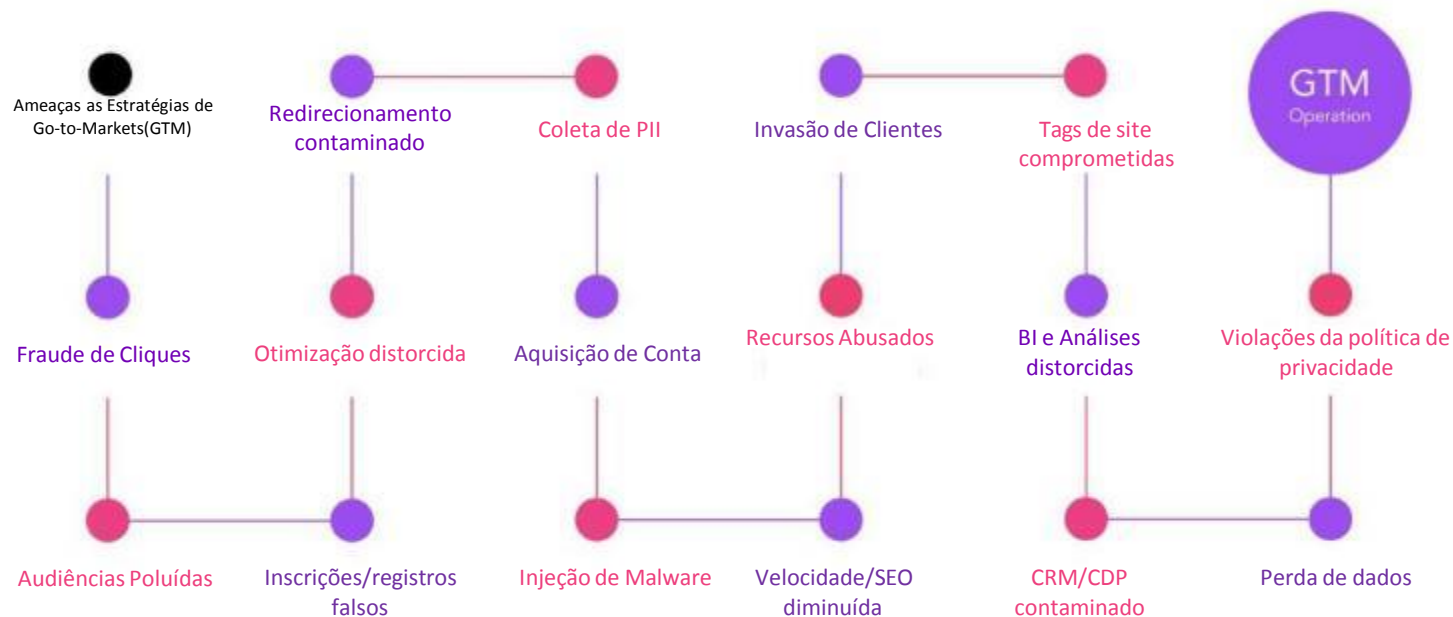 Ameaças as Estratégias de
Go-to-Markets(GTM)
Redirecionamento
contaminado
Coleta de PII
Invasão de Clientes
Tags de site
comprometidas
GTM
Operation
Fraude de Cliques
Otimização distorcida
Aquisição de Conta
Recursos Abusados
BI e Análises
distorcidas
Violações da política de
privacidade
Audiências Poluídas
Inscrições/registros
falsos
Injeção de Malware
Velocidade/SEO
diminuída
CRM/CDP
contaminado
Perda de dados